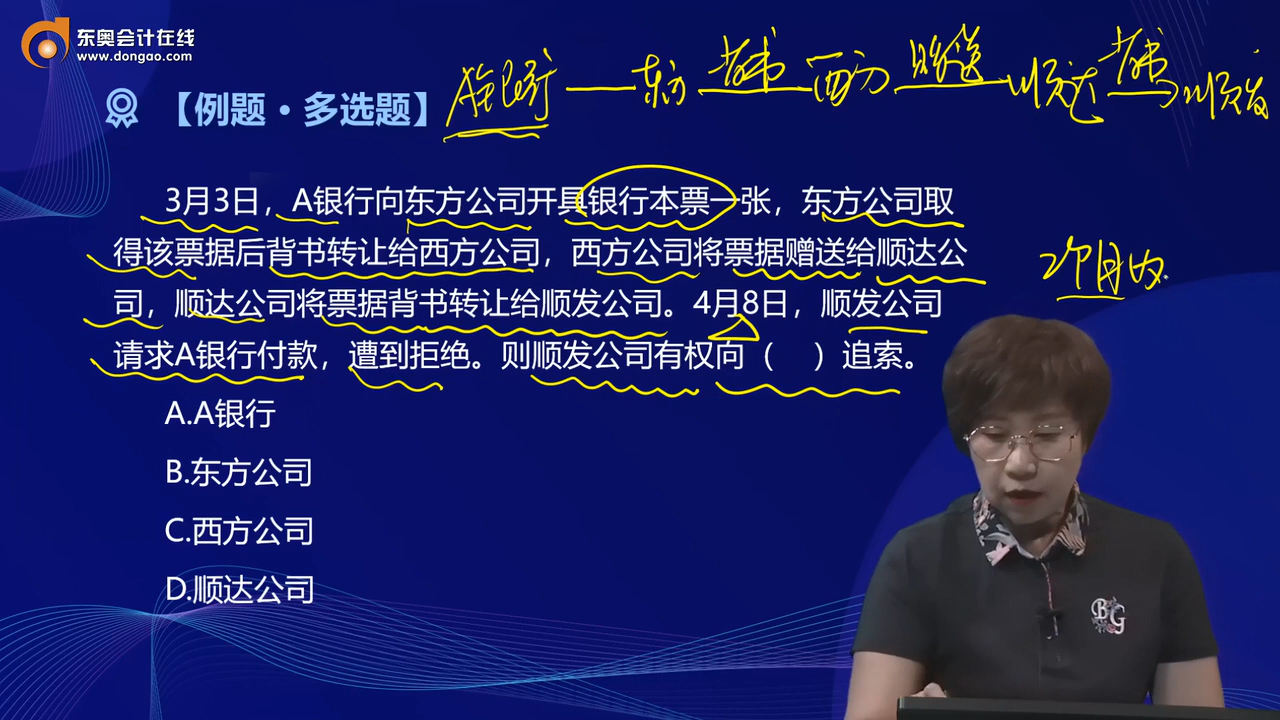 东奥会计在线
www.dongao.com
A银行 — 东方 背书 西方 赠送 顺达 背书 顺发
【例题·多选题】
3月3日，A银行向东方公司开具银行本票一张，东方公司取
得该票据后背书转让给西方公司，西方公司将票据赠送给顺达公
2个月内
司，顺达公司将票据背书转让给顺发公司。4月8日，顺发公司
请求A银行付款，遭到拒绝。则顺发公司有权向（ ）追索。
A.A银行
B.东方公司
C.西方公司
D.顺达公司
BG